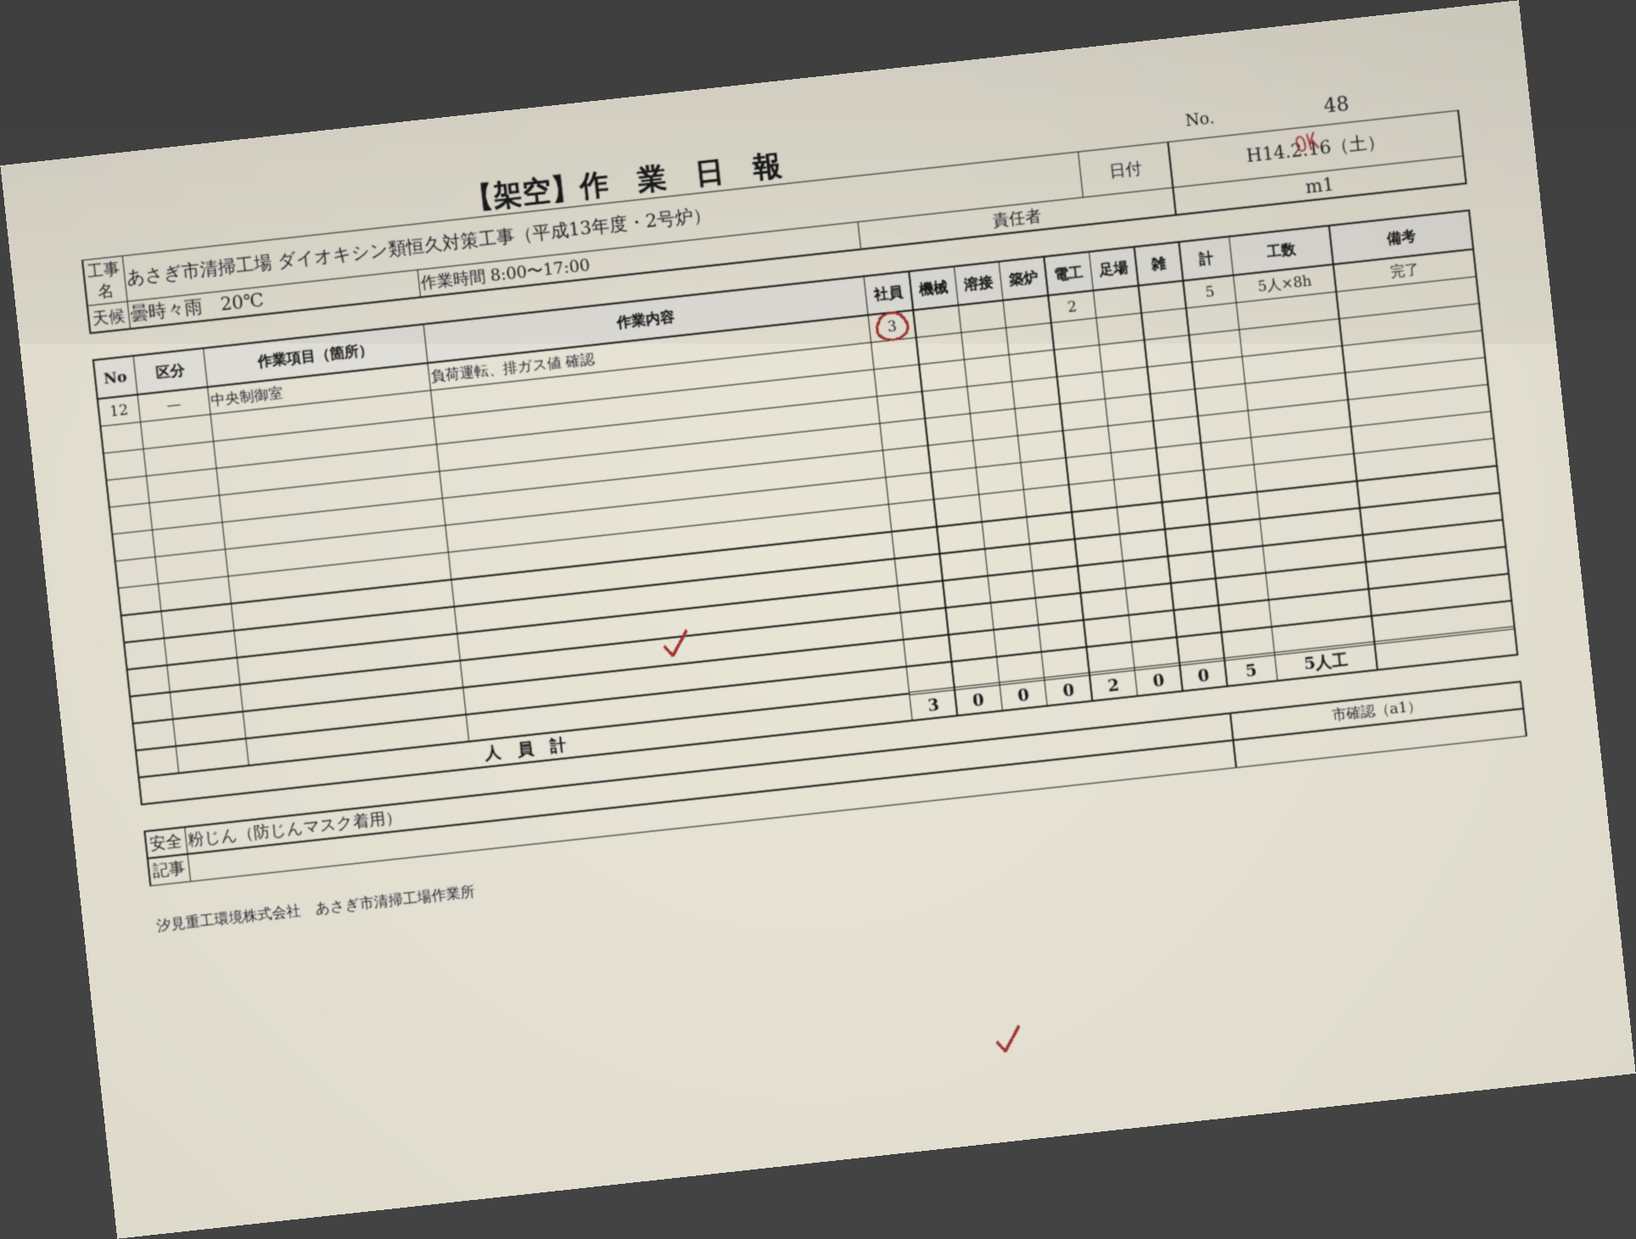 No. 48
【架空】作 業 日 報
工事名 あさぎ市清掃工場 ダイオキシン類恒久対策工事（平成13年度・2号炉） 日付 H14.2.16（土）
OK
天候 曇時々雨 20℃ 作業時間 8:00〜17:00 責任者 m1
No 区分 作業項目（箇所） 作業内容 社員 機械 溶接 築炉 電工 足場 雑 計 工数 備考
12 — 中央制御室 負荷運転、排ガス値 確認 3 2 5 5人×8h 完了
人 員 計 3 0 0 0 2 0 0 5 5人工
安全 粉じん（防じんマスク着用） 市確認（a1）
記事
汐見重工環境株式会社 あさぎ市清掃工場作業所